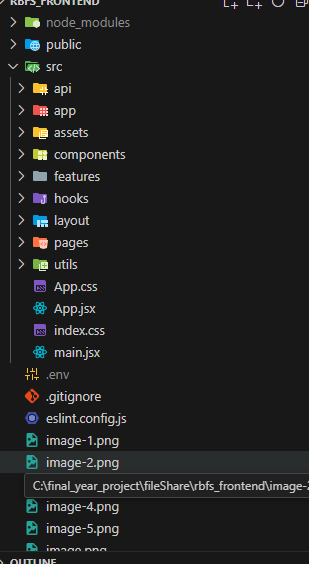 RBFS_FRONTEND
node_modules
public
src
api
app
assets
components
features
hooks
layout
pages
utils
App.css
App.jsx
index.css
main.jsx
.env
.gitignore
eslint.config.js
image-1.png
image-2.png
C:\final_year_project\fileShare\rbfs_frontend\image-2
image-4.png
image-5.png
image.png
OUTLINE